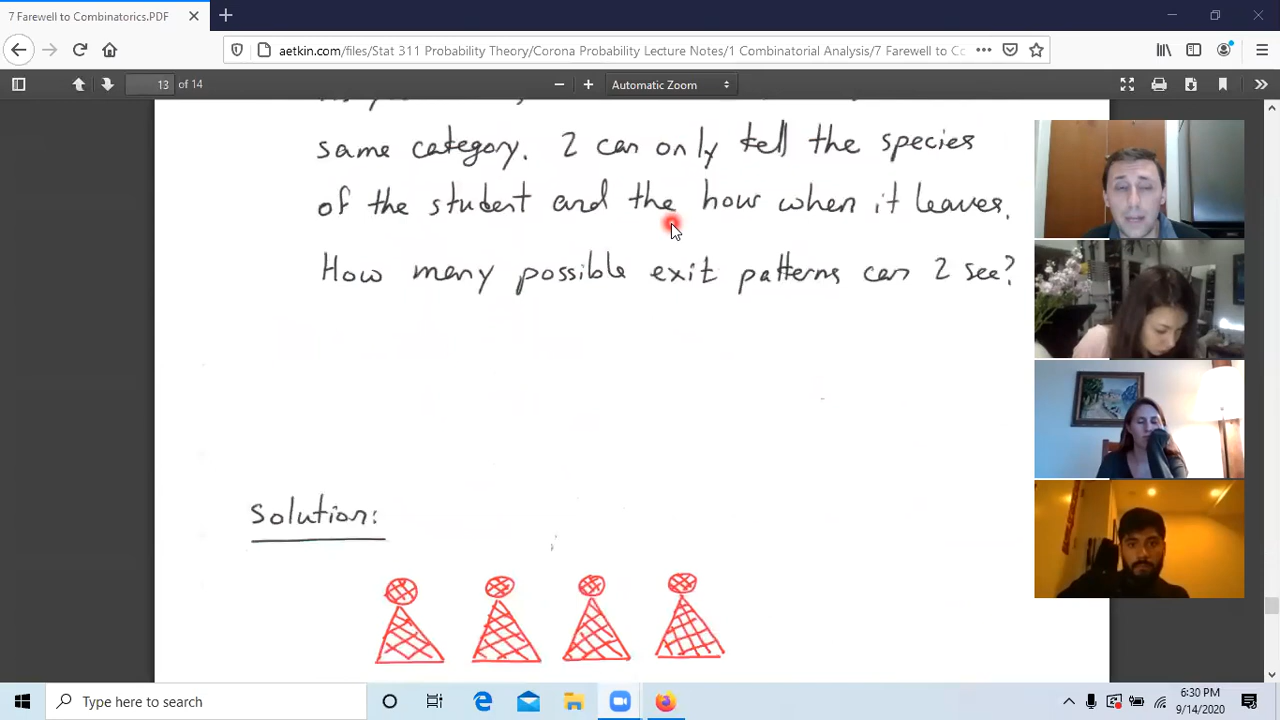 7 Farewell to Combinatorics.PDF
aetkin.com/files/Stat 311 Probability Theory/Corona Probability Lecture Notes/1 Combinatorial Analysis/7 Farewell to Co
13 of 14
Automatic Zoom
same category. 2 can only tell the species
of the student and the hour when it leaves.
How many possible exit patterns can 2 see?
Solution:
Type here to search
6:30 PM
9/14/2020